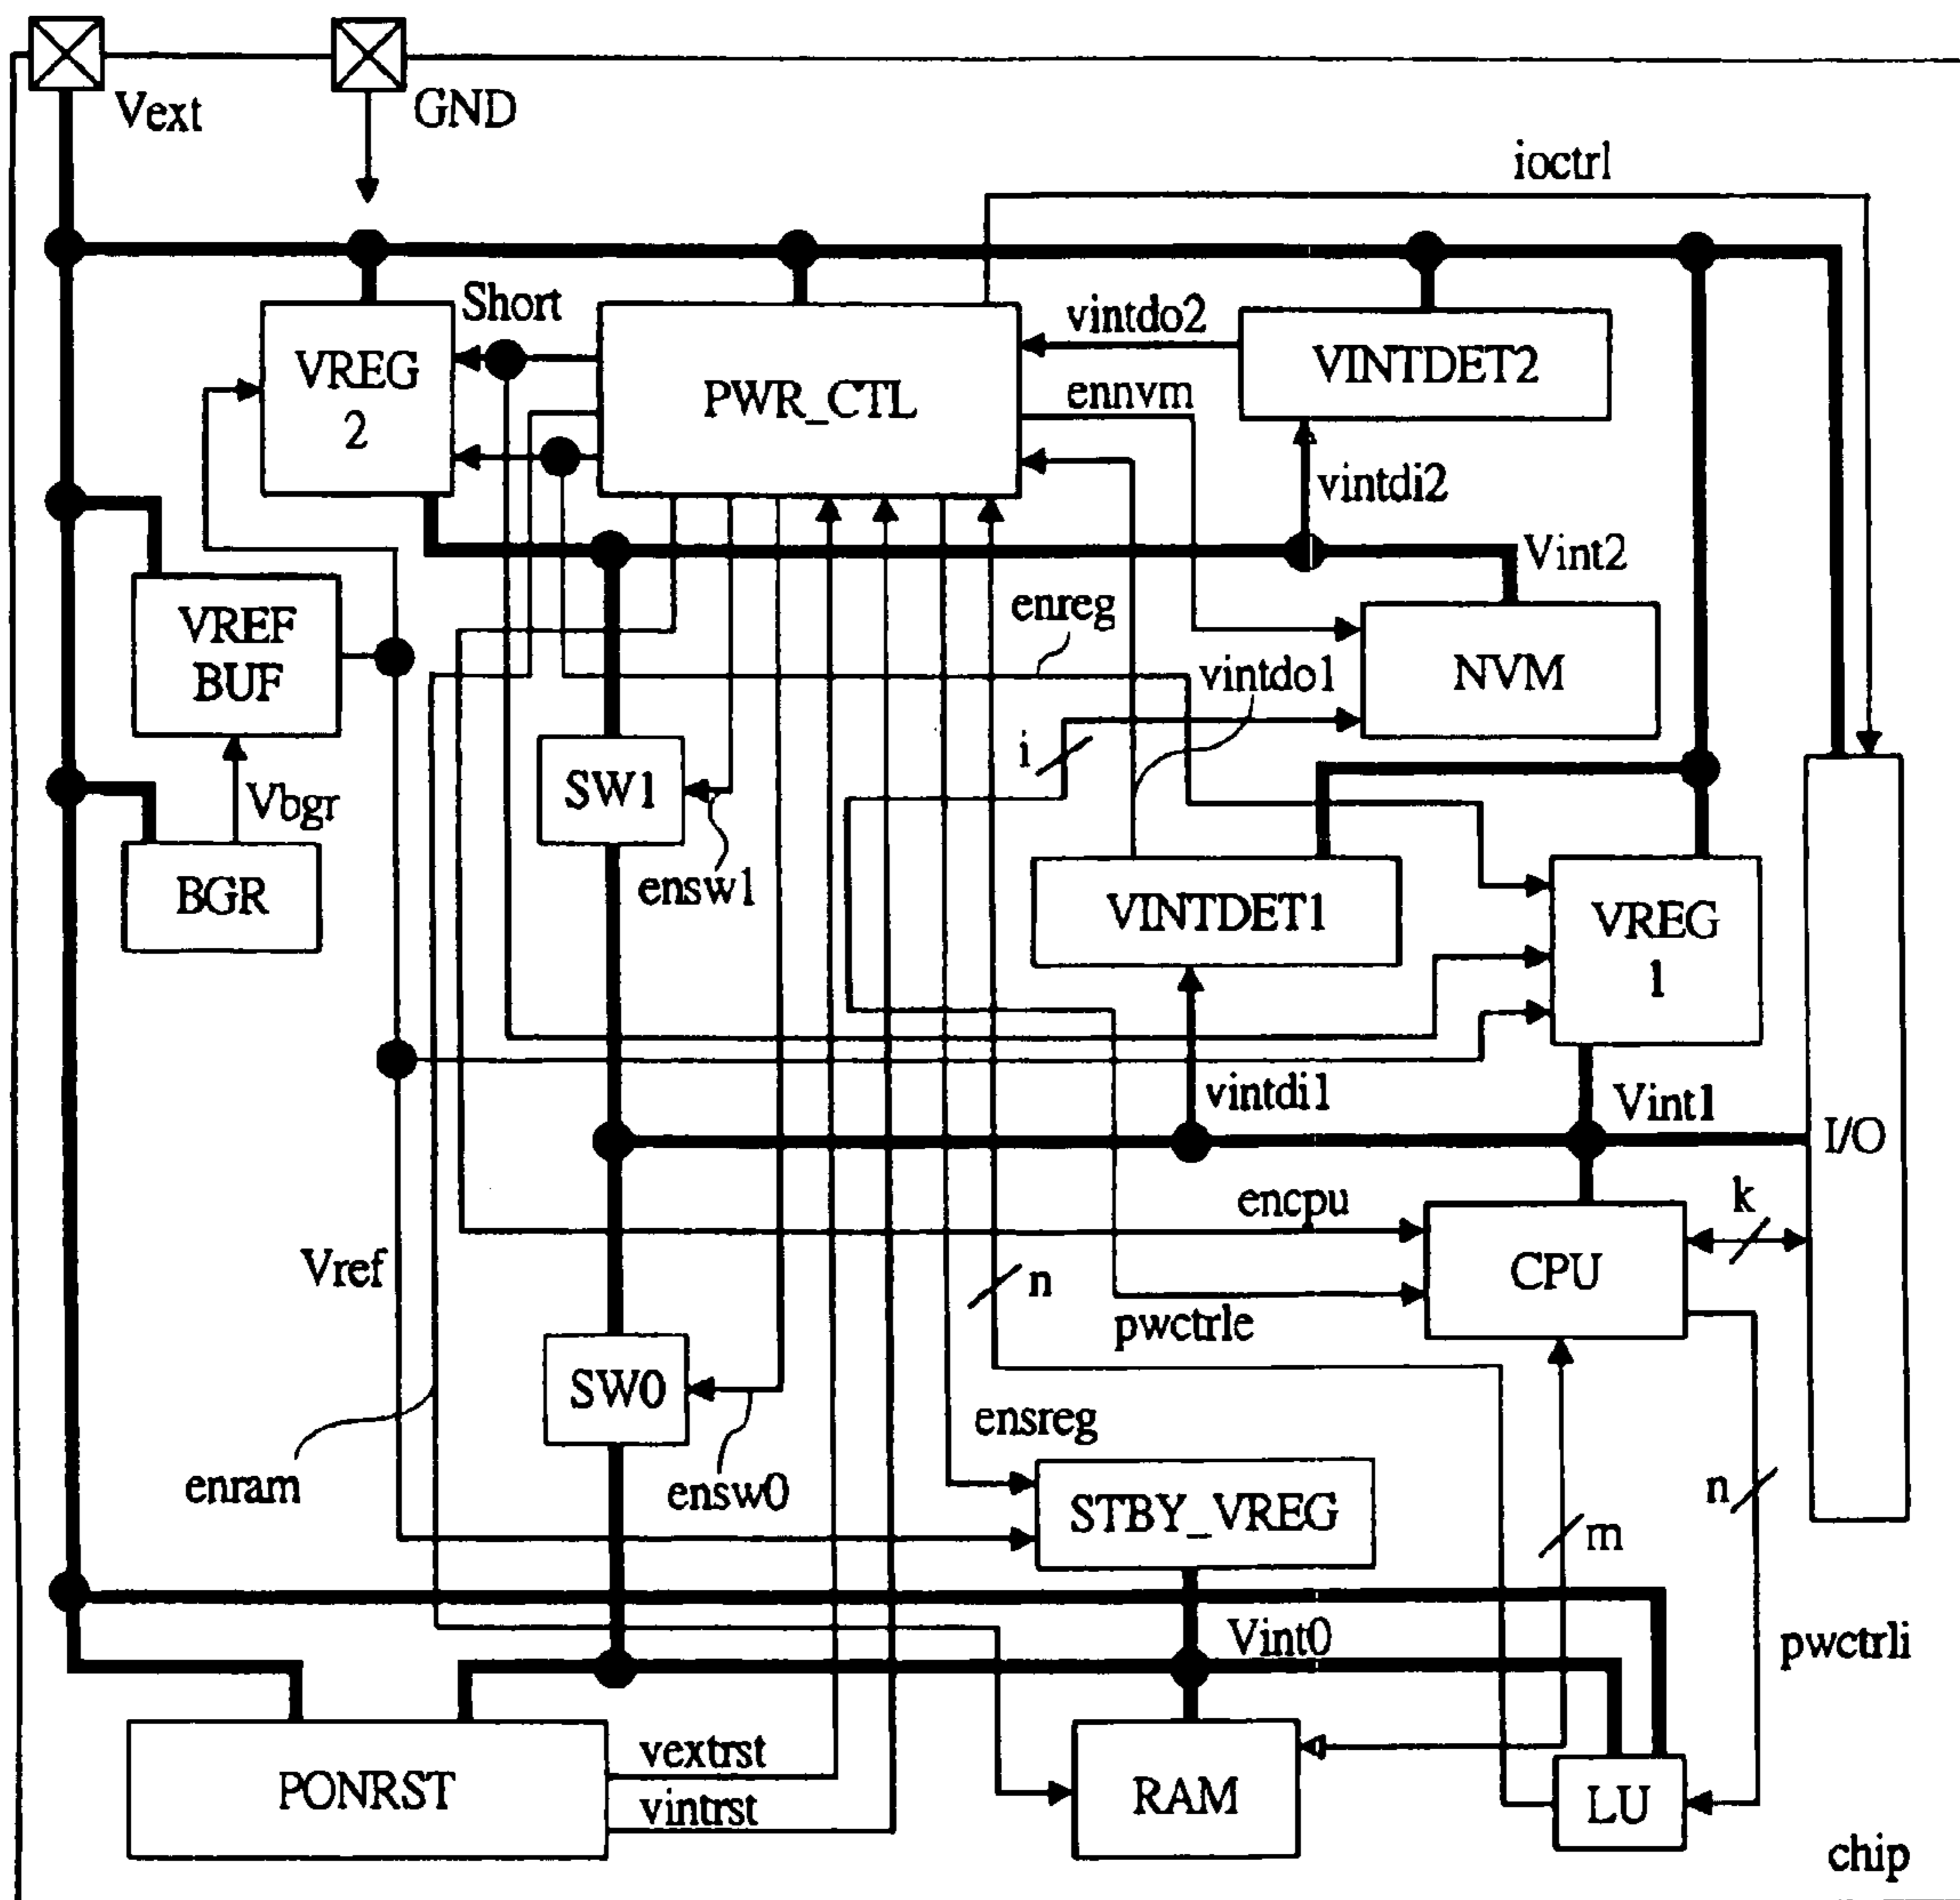 Vext
GND
ioctrl
Short
vintdo2
VREG
2
PWR_CTL
VINTDET2
ennvm
vintdi2
Vint2
VREF
BUF
enreg
vintdo1
NVM
i
SW1
Vbgr
BGR
ensw1
VINTDET1
VREG
1
vintdi1
Vint1
I/O
encpu
k
Vref
CPU
n
pwctrle
SW0
ensreg
enram
ensw0
STBY_VREG
n
m
Vint0
pwctrli
vextrst
PONRST
vintrst
RAM
LU
chip